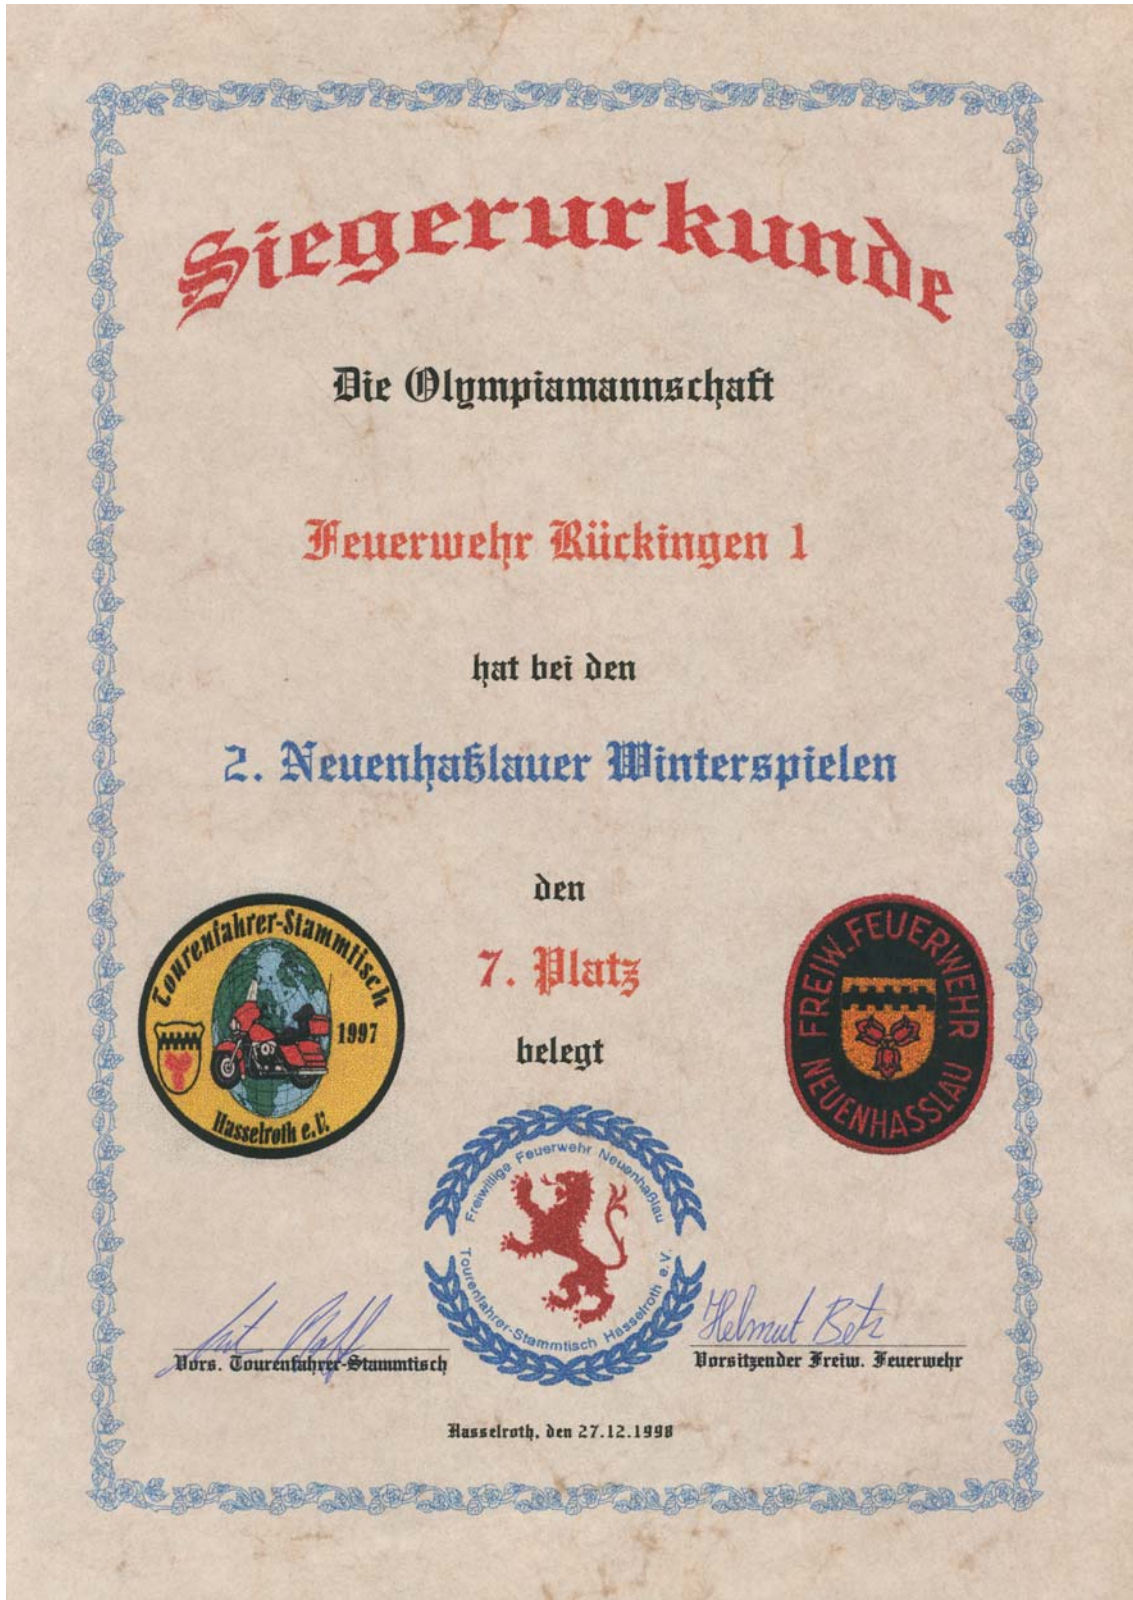 Siegerurkunde
Die Olympiamannschaft
Feuerwehr Rückingen 1
hat bei den
2. Neuenhaßlauer Winterspielen
den
7. Platz
belegt
Tourenfahrer-Stammtisch
1997
Hasselroth e.V.
FREIW. FEUERWEHR
NEUENHASSLAU
Freiwillige Feuerwehr Neuenhaßlau
Tourenfahrer-Stammtisch Hasselroth e.V.
Helmut Betz
Vors. Tourenfahrer-Stammtisch
Vorsitzender Freiw. Feuerwehr
Hasselroth, den 27.12.1998